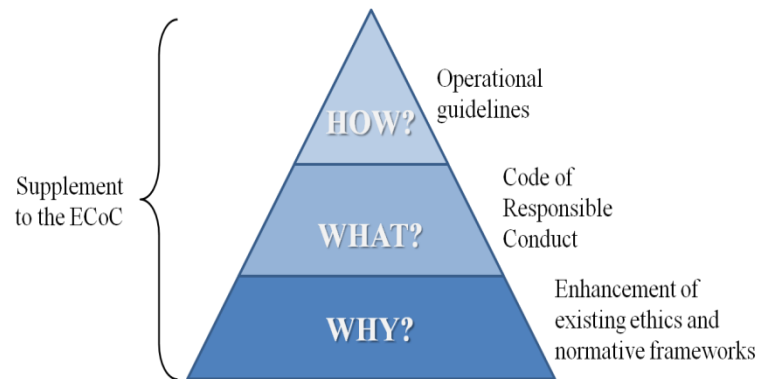 Operational
guidelines
HOW?
Supplement
to the ECoC
Code of
Responsible
Conduct
WHAT?
Enhancement of
existing ethics and
normative frameworks
WHY?